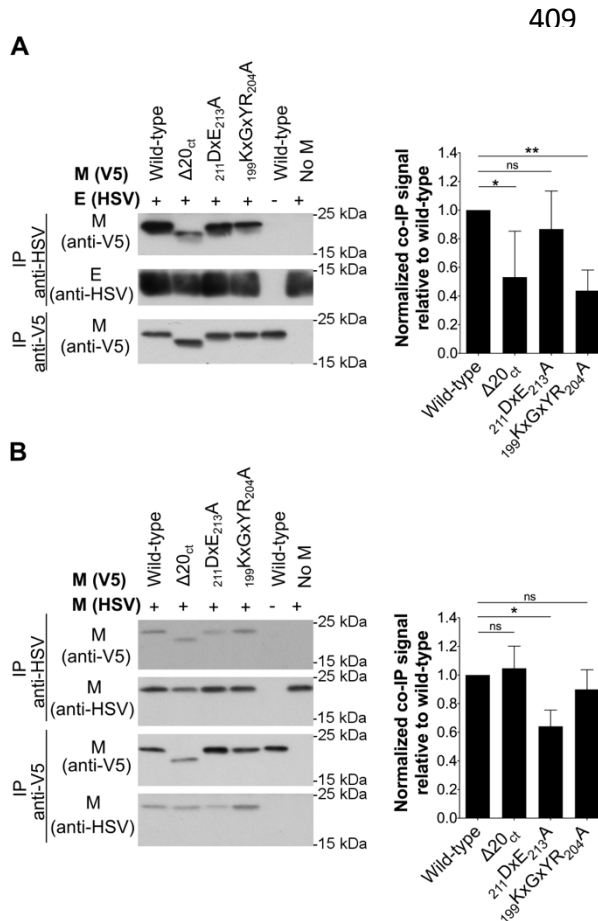 409
A
Wild-type
Δ20ct
211DxE213A
199KxGxYR204A
Wild-type
No M
M (V5)
E (HSV) + + + + - +
IP
anti-HSV
M
(anti-V5)
-25 kDa
-15 kDa
E
(anti-HSV)
-15 kDa
IP
anti-V5
M
(anti-V5)
-25 kDa
-15 kDa
Normalized co-IP signal
relative to wild-type
1.4
1.2
1.0
0.8
0.6
0.4
0.2
0.0
**
ns
*
Wild-type
Δ20ct
211DxE213A
199KxGxYR204A
B
Wild-type
Δ20ct
211DxE213A
199KxGxYR204A
Wild-type
No M
M (V5)
M (HSV) + + + + - +
IP
anti-HSV
M
(anti-V5)
-25 kDa
-15 kDa
M
(anti-HSV)
-25 kDa
-15 kDa
IP
anti-V5
M
(anti-V5)
-25 kDa
-15 kDa
M
(anti-HSV)
-25 kDa
-15 kDa
Normalized co-IP signal
relative to wild-type
1.4
1.2
1.0
0.8
0.6
0.4
0.2
0.0
ns
*
ns
Wild-type
Δ20ct
211DxE213A
199KxGxYR204A